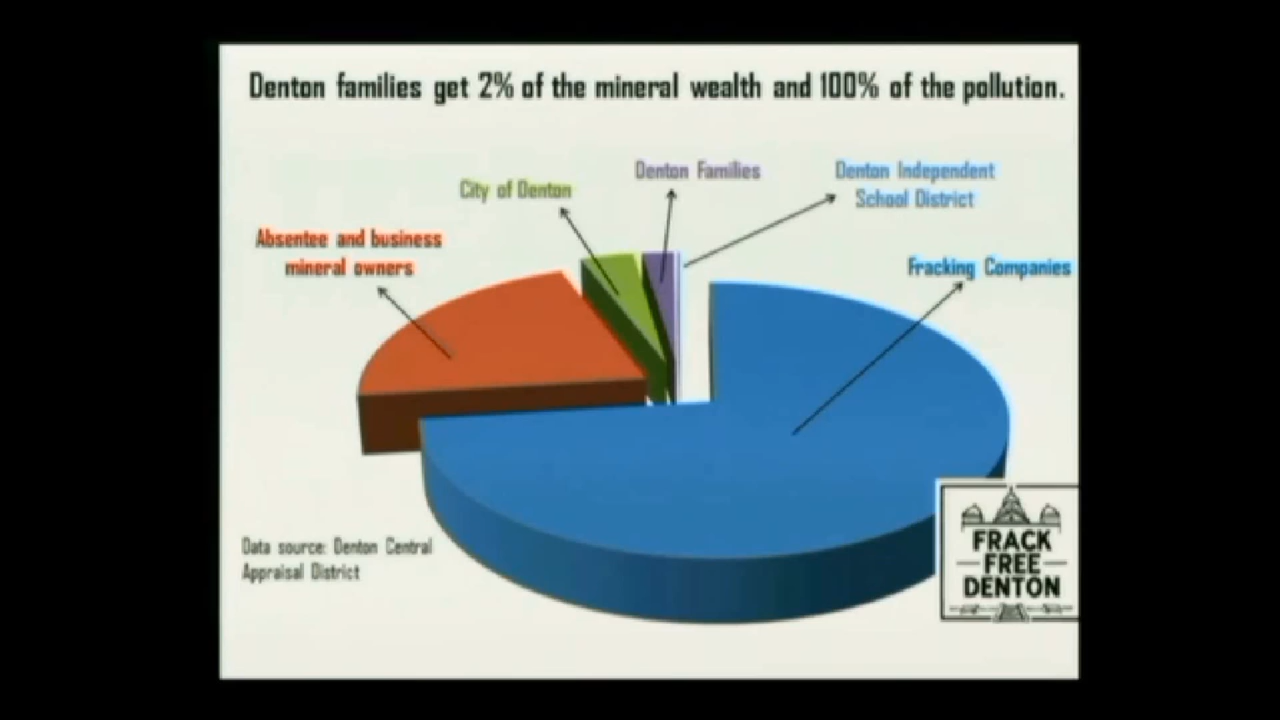 Denton families get 2% of the mineral wealth and 100% of the pollution.
Denton Families
Denton Independent
School District
City of Denton
Absentee and business
mineral owners
Fracking Companies
Data source: Denton Central
Appraisal District
FRACK
FREE
DENTON